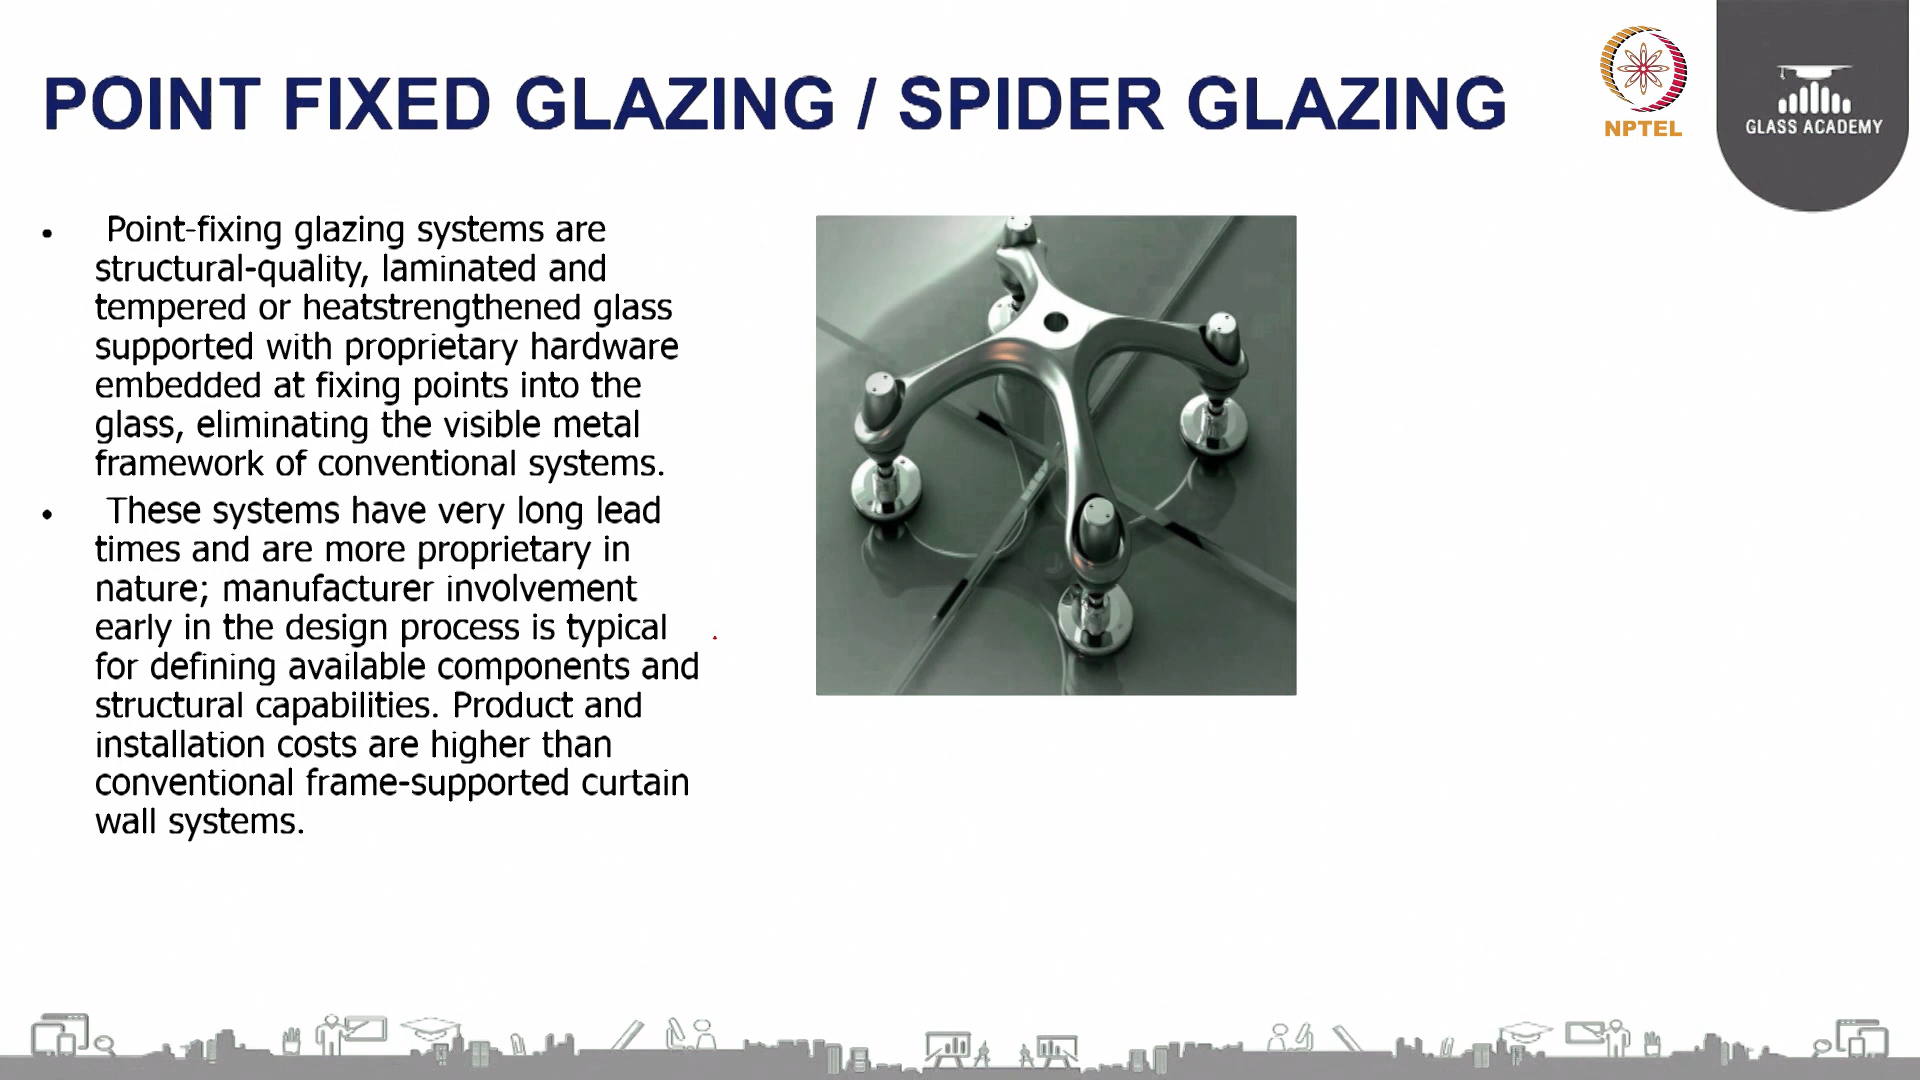 POINT FIXED GLAZING / SPIDER GLAZING
NPTEL
GLASS ACADEMY
• Point-fixing glazing systems are
structural-quality, laminated and
tempered or heatstrengthened glass
supported with proprietary hardware
embedded at fixing points into the
glass, eliminating the visible metal
framework of conventional systems.
• These systems have very long lead
times and are more proprietary in
nature; manufacturer involvement
early in the design process is typical
for defining available components and
structural capabilities. Product and
installation costs are higher than
conventional frame-supported curtain
wall systems.